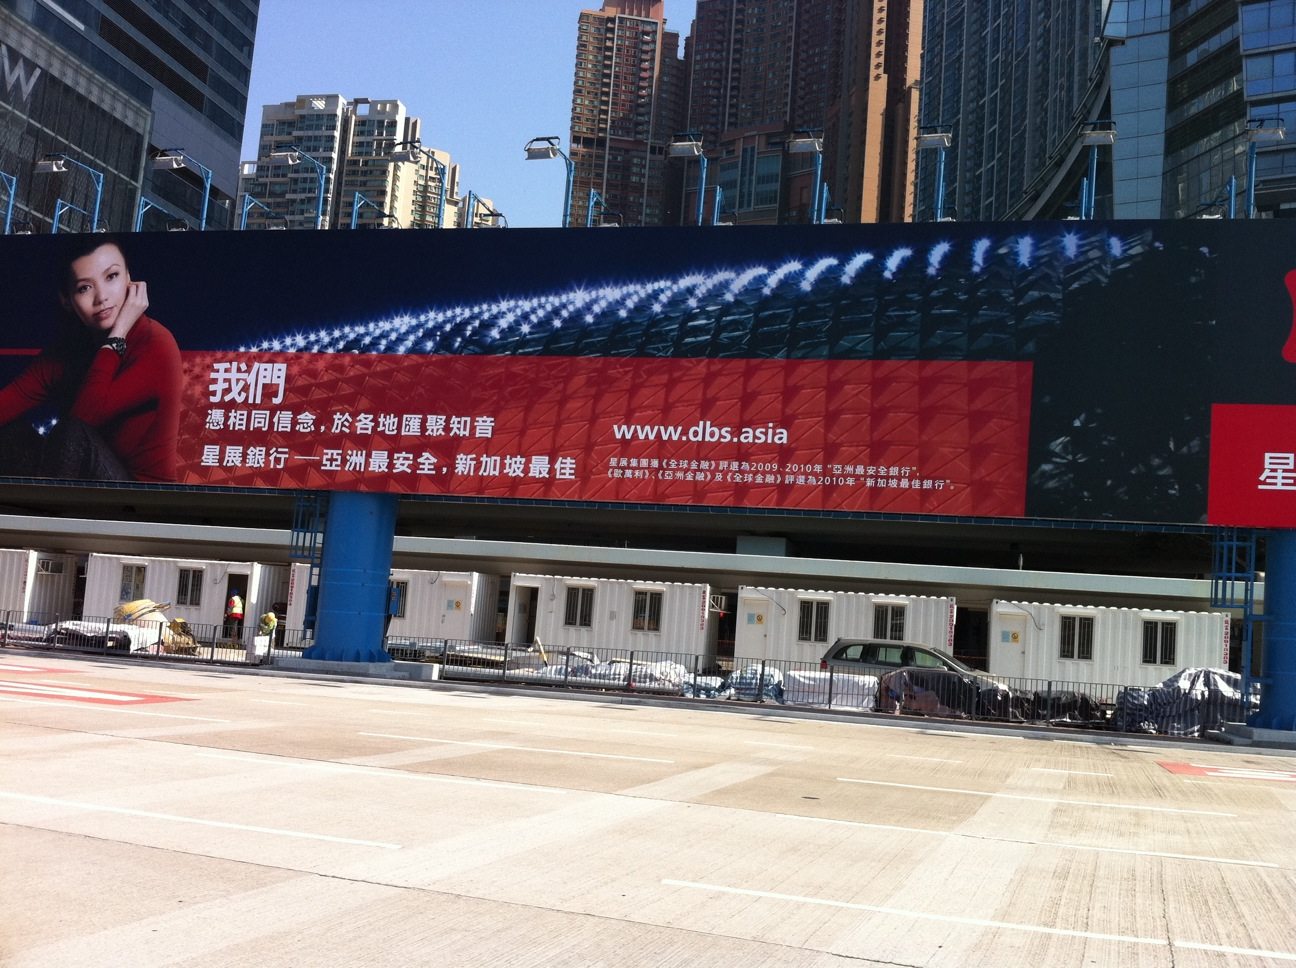 W
我們
憑相同信念，於各地匯聚知音
星展銀行 — 亞洲最安全，新加坡最佳
www.dbs.asia
星展集團獲《全球金融》評選為2009、2010年 “亞洲最安全銀行”，
《歐萬利》、《亞洲金融》及《全球金融》評選為2010年 “新加坡最佳銀行”。
星